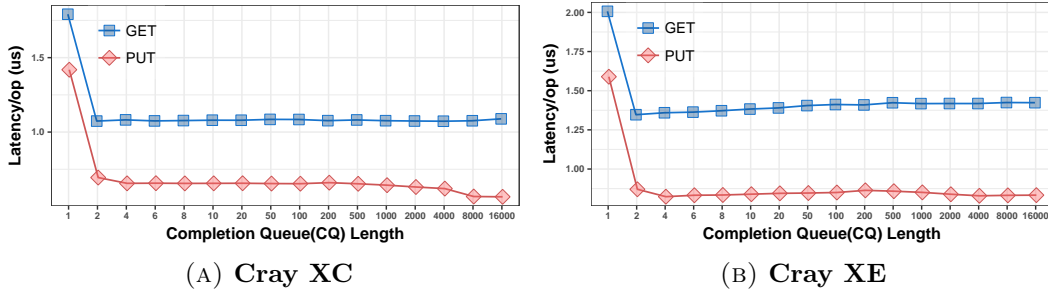 GET
PUT
1.5
1.0
Latency/op (us)
1 2 4 6 8 10 20 50 100 200 500 1000 2000 4000 8000 16000
Completion Queue(CQ) Length
(A) Cray XC
GET
PUT
2.00
1.75
1.50
1.25
1.00
Latency/op (us)
1 2 4 6 8 10 20 50 100 200 500 1000 2000 4000 8000 16000
Completion Queue(CQ) Length
(B) Cray XE